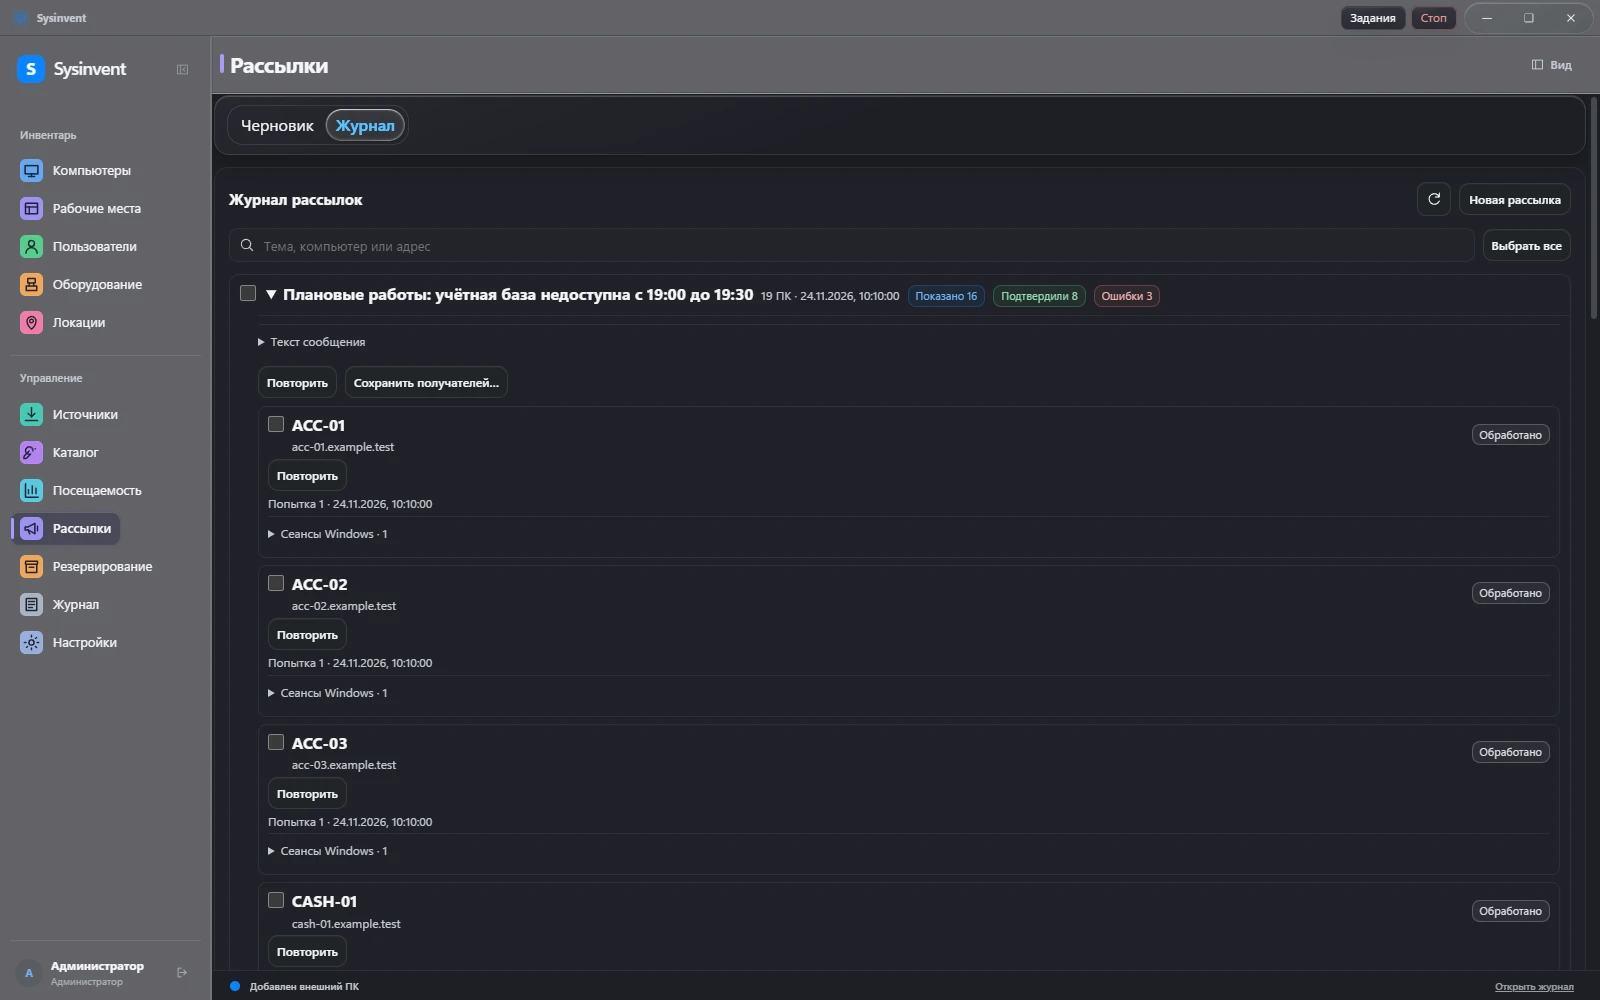 Sysinvent
Задания
Стоп
S Sysinvent
Рассылки
Вид
Инвентарь
Компьютеры
Рабочие места
Пользователи
Оборудование
Локации
Управление
Источники
Каталог
Посещаемость
Рассылки
Резервирование
Журнал
Настройки
А Администратор
Администратор
Черновик Журнал
Журнал рассылок
Новая рассылка
Тема, компьютер или адрес
Выбрать все
Плановые работы: учётная база недоступна с 19:00 до 19:30 19 ПК · 24.11.2026, 10:10:00 Показано 16 Подтвердили 8 Ошибки 3
Текст сообщения
Повторить Сохранить получателей...
ACC-01
acc-01.example.test
Обработано
Повторить
Попытка 1 · 24.11.2026, 10:10:00
Сеансы Windows · 1
ACC-02
acc-02.example.test
Обработано
Повторить
Попытка 1 · 24.11.2026, 10:10:00
Сеансы Windows · 1
ACC-03
acc-03.example.test
Обработано
Повторить
Попытка 1 · 24.11.2026, 10:10:00
Сеансы Windows · 1
CASH-01
cash-01.example.test
Обработано
Повторить
Добавлен внешний ПК
Открыть журнал